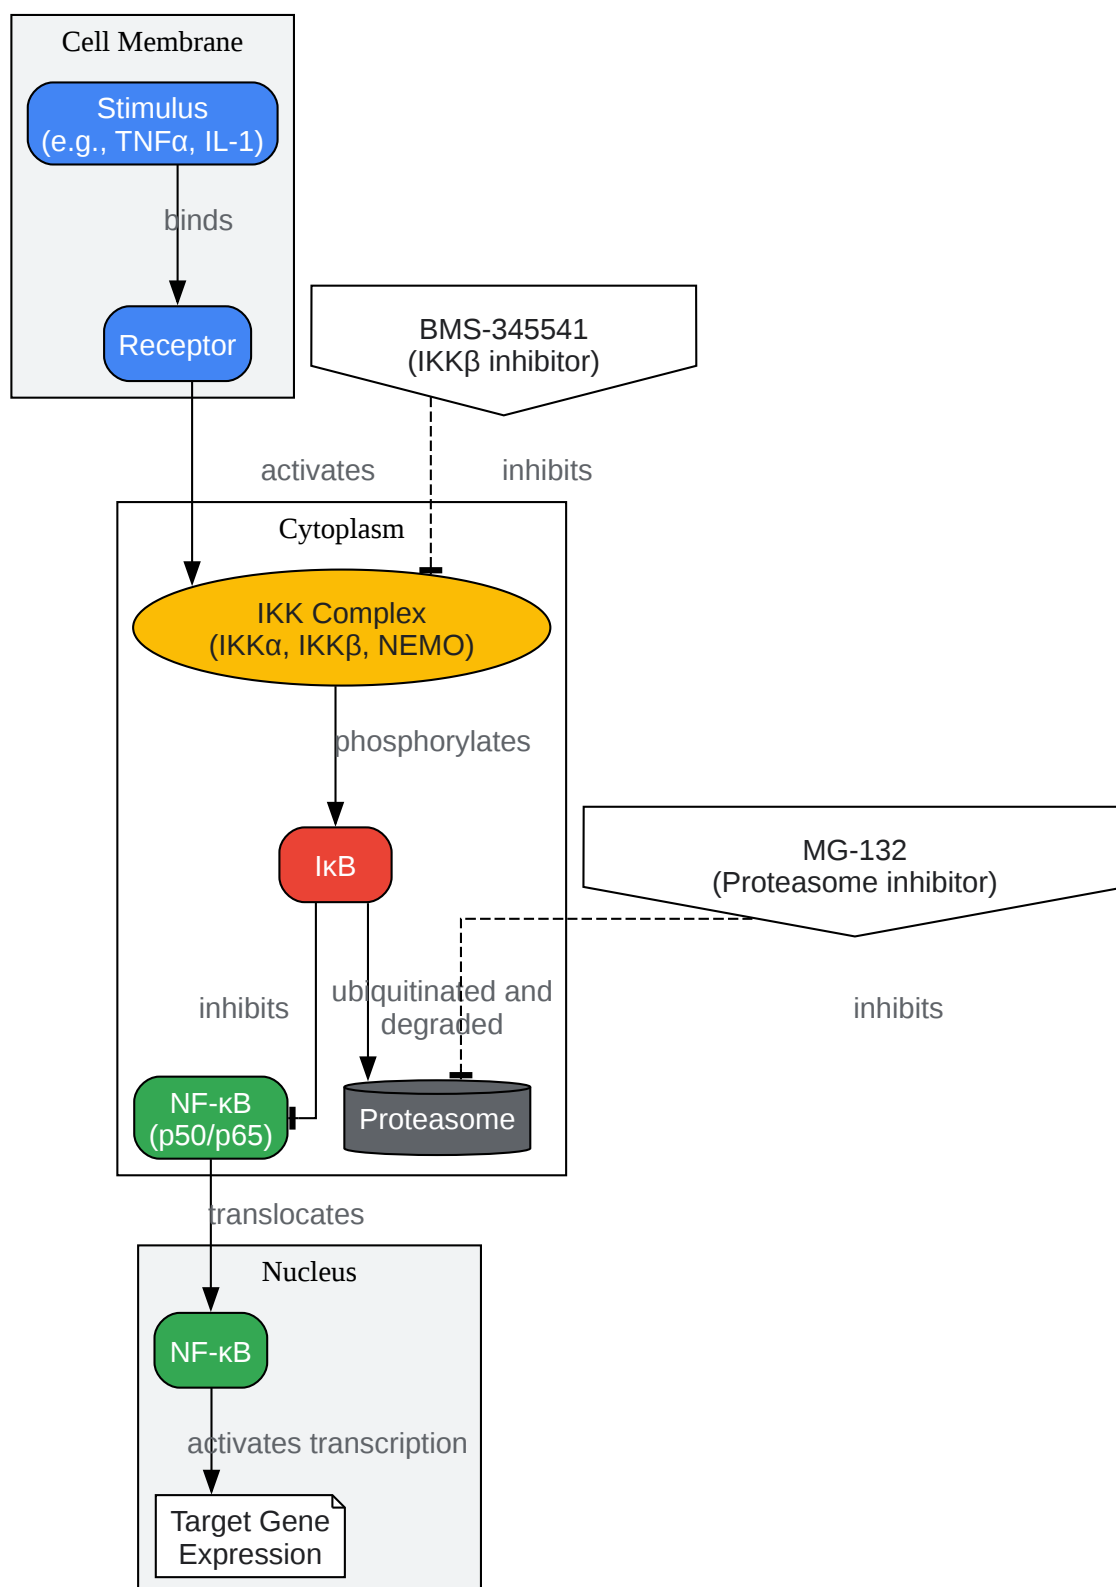 Cell Membrane
Stimulus
(e.g., TNFα, IL-1)
binds
Receptor
BMS-345541
(IKKβ inhibitor)
activates
inhibits
Cytoplasm
IKK Complex
(IKKα, IKKβ, NEMO)
phosphorylates
IκB
MG-132
(Proteasome inhibitor)
inhibits
ubiquitinated and
degraded
inhibits
NF-κB
(p50/p65)
Proteasome
translocates
Nucleus
NF-κB
activates transcription
Target Gene
Expression